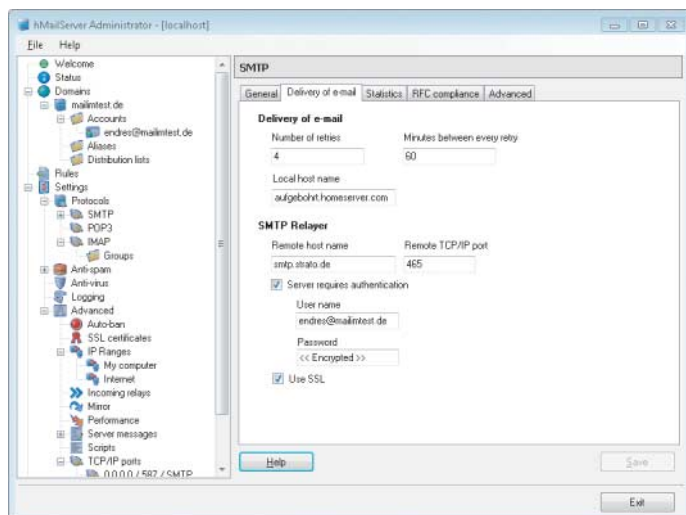 hMailServer Administrator - [localhost]
File Help
Welcome
Status
Domains
mailimtest.de
Accounts
endres@mailimtest.de
Aliases
Distribution lists
Rules
Settings
Protocols
SMTP
POP3
IMAP
Groups
Anti-spam
Anti-virus
Logging
Advanced
Auto-ban
SSL certificates
IP Ranges
My computer
Internet
Incoming relays
Mirror
Performance
Server messages
Scripts
TCP/IP ports
0.0.0.0 / 587 / SMTP
SMTP
General Delivery of e-mail Statistics RFC compliance Advanced
Delivery of e-mail
Number of retries Minutes between every retry
4 60
Local host name
aufgebohrt.homeserver.com
SMTP Relayer
Remote host name Remote TCP/IP port
smtp.strato.de 465
Server requires authentication
User name
endres@mailimtest.de
Password
<< Encrypted >>
Use SSL
Help Save
Exit